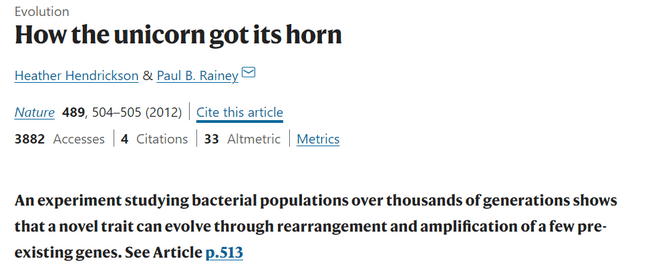 Evolution
How the unicorn got its horn
Heather Hendrickson & Paul B. Rainey
Nature 489, 504–505 (2012) | Cite this article
3882 Accesses | 4 Citations | 33 Altmetric | Metrics
An experiment studying bacterial populations over thousands of generations shows
that a novel trait can evolve through rearrangement and amplification of a few pre-
existing genes. See Article p.513